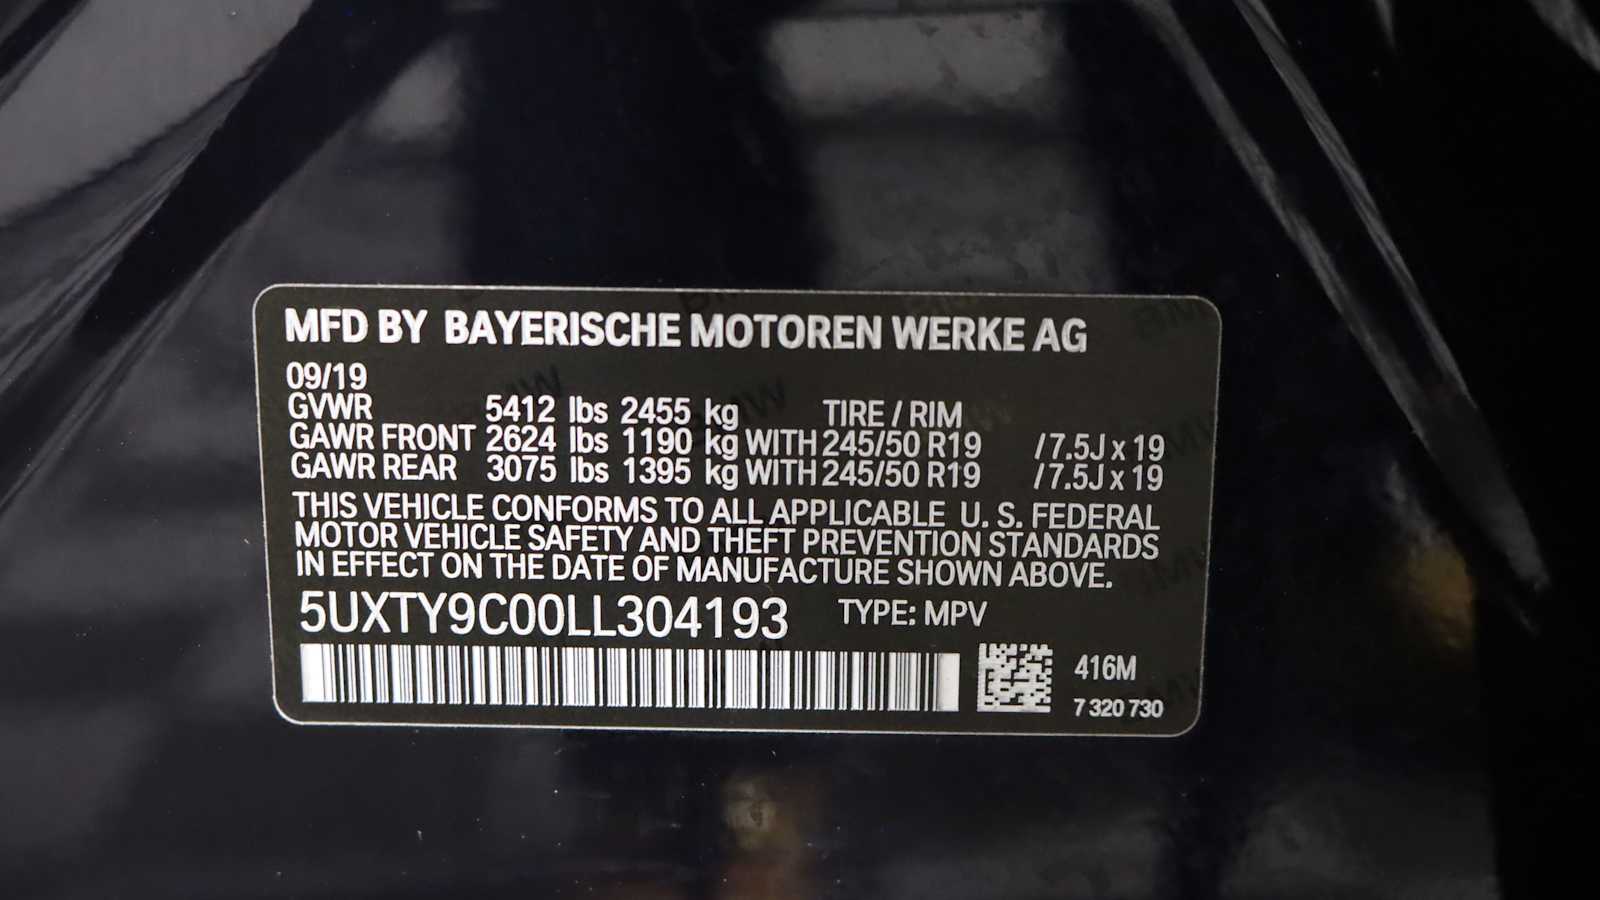 MFD BY BAYERISCHE MOTOREN WERKE AG
09/19
GVWR 5412 lbs 2455 kg TIRE / RIM
GAWR FRONT 2624 lbs 1190 kg WITH 245/50 R19 /7.5J x 19
GAWR REAR 3075 lbs 1395 kg WITH 245/50 R19 /7.5J x 19
THIS VEHICLE CONFORMS TO ALL APPLICABLE U. S. FEDERAL
MOTOR VEHICLE SAFETY AND THEFT PREVENTION STANDARDS
IN EFFECT ON THE DATE OF MANUFACTURE SHOWN ABOVE.
5UXTY9C00LL304193 TYPE: MPV
416M
7 320 730